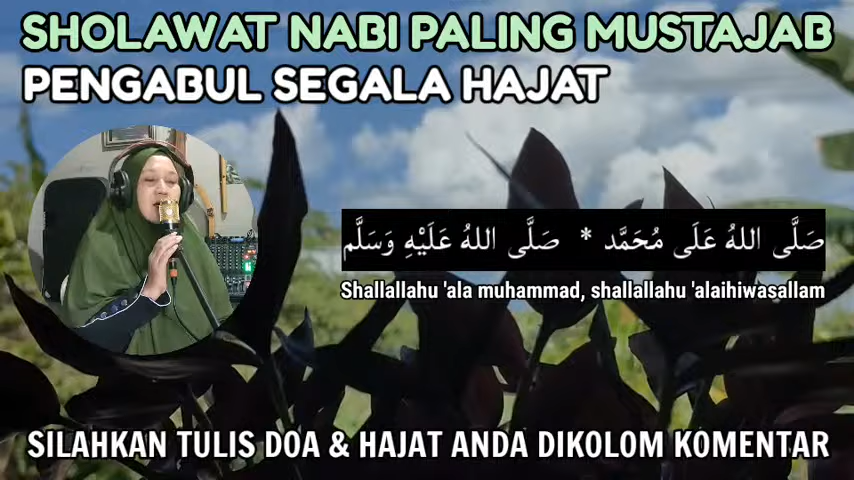 SHOLAWAT NABI PALING MUSTAJAB
PENGABUL SEGALA HAJAT
صَلَّى اللهُ عَلَى مُحَمَّد * صَلَّى اللهُ عَلَيْهِ وَسَلَّم
Shallallahu 'ala muhammad, shallallahu 'alaihiwasallam
SILAHKAN TULIS DOA & HAJAT ANDA DIKOLOM KOMENTAR